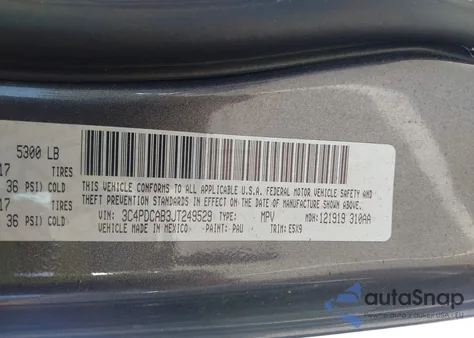 5300 LB
17 TIRES
36 PSI) COLD
17 TIRES
36 PSI) COLD
THIS VEHICLE CONFORMS TO ALL APPLICABLE U.S.A. FEDERAL MOTOR VEHICLE SAFETY AND
THEFT PREVENTION STANDARDS IN EFFECT ON THE DATE OF MANUFACTURE SHOWN ABOVE.
VIN: 3C4PDCAB3JT249529 TYPE: MPV MDH: 121919 310AA
VEHICLE MADE IN MEXICO PAINT: PAU TRIM: E5X9
autoSnap